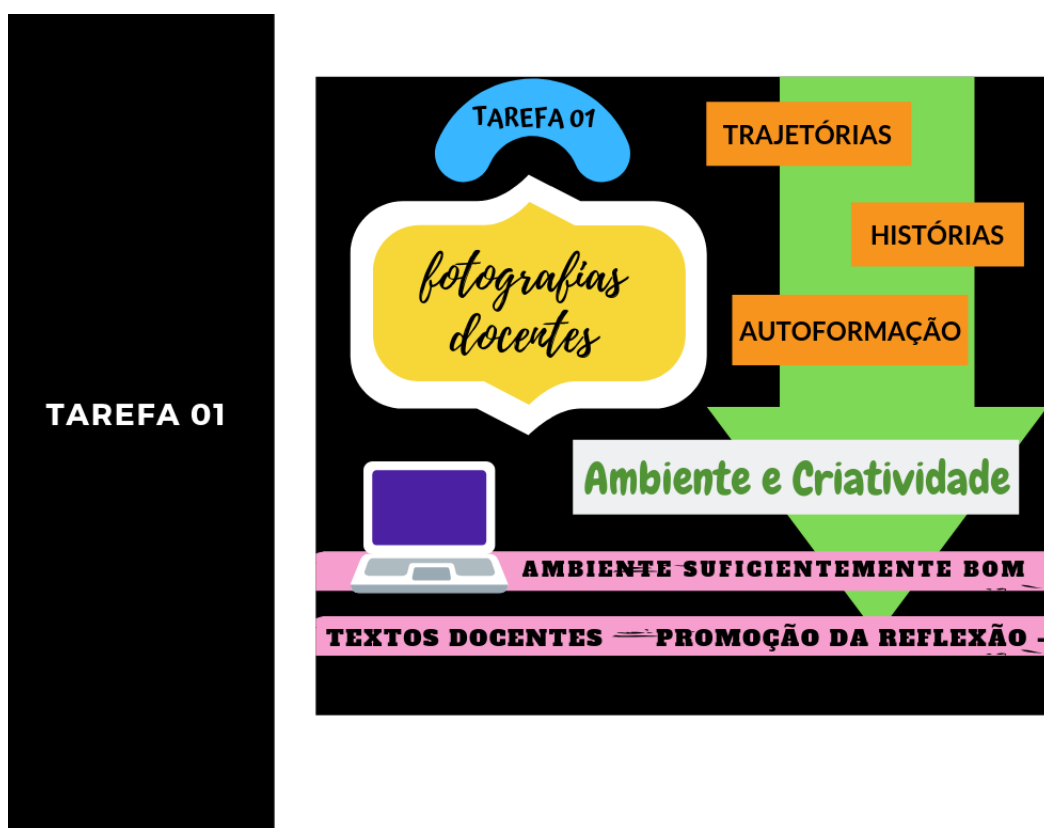 TAREFA 01
TAREFA 01
fotografias
docentes
TRAJETÓRIAS
HISTÓRIAS
AUTOFORMAÇÃO
Ambiente e Criatividade
AMBIENTE SUFICIENTEMENTE BOM
TEXTOS DOCENTES PROMOÇÃO DA REFLEXÃO -